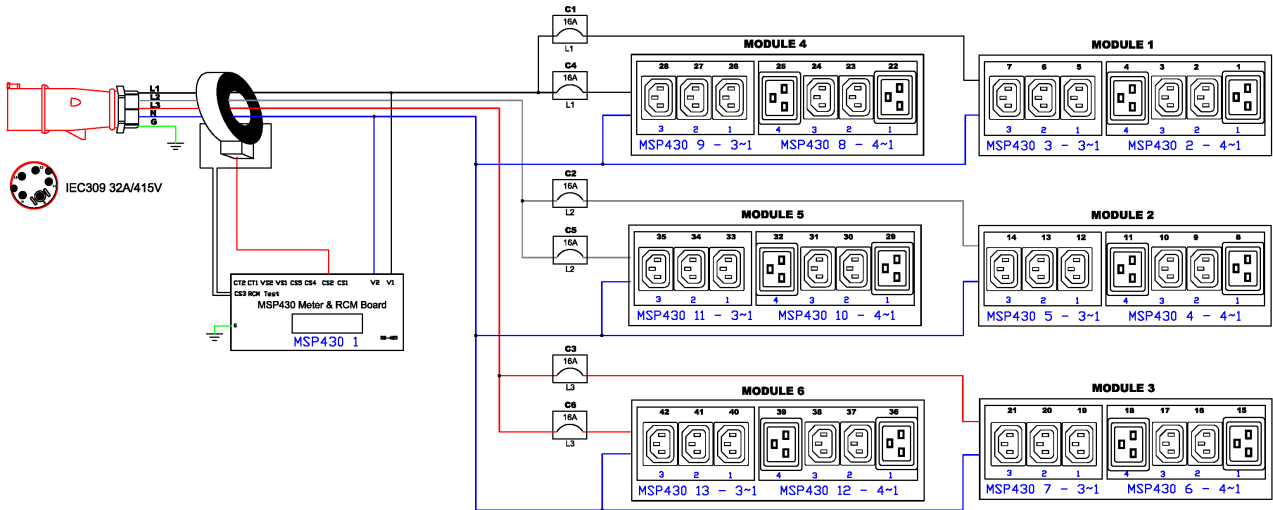 C1
16A
L1
MODULE 4
MODULE 1
C4
16A
L1
28 27 26 25 24 23 22
3 2 1 4 3 2 1
MSP430 9 - 3~1 MSP430 8 - 4~1
7 6 5 4 3 2 1
3 2 1 4 3 2 1
MSP430 3 - 3~1 MSP430 2 - 4~1
L1
L2
L3
N
G
IEC309 32A/415V
C2
16A
L2
MODULE 5
MODULE 2
C5
16A
L2
35 34 33 32 31 30 29
3 2 1 4 3 2 1
MSP430 11 - 3~1 MSP430 10 - 4~1
14 13 12 11 10 9 8
3 2 1 4 3 2 1
MSP430 5 - 3~1 MSP430 4 - 4~1
CT2 CT1 VS2 VS1 CS5 CS4 CS2 CS1 V2 V1
CS3 RCM Test
MSP430 Meter & RCM Board
MSP430 1
RS-485
C3
16A
L3
MODULE 6
MODULE 3
C6
16A
L3
42 41 40 39 38 37 36
3 2 1 4 3 2 1
MSP430 13 - 3~1 MSP430 12 - 4~1
21 20 19 18 17 16 15
3 2 1 4 3 2 1
MSP430 7 - 3~1 MSP430 6 - 4~1